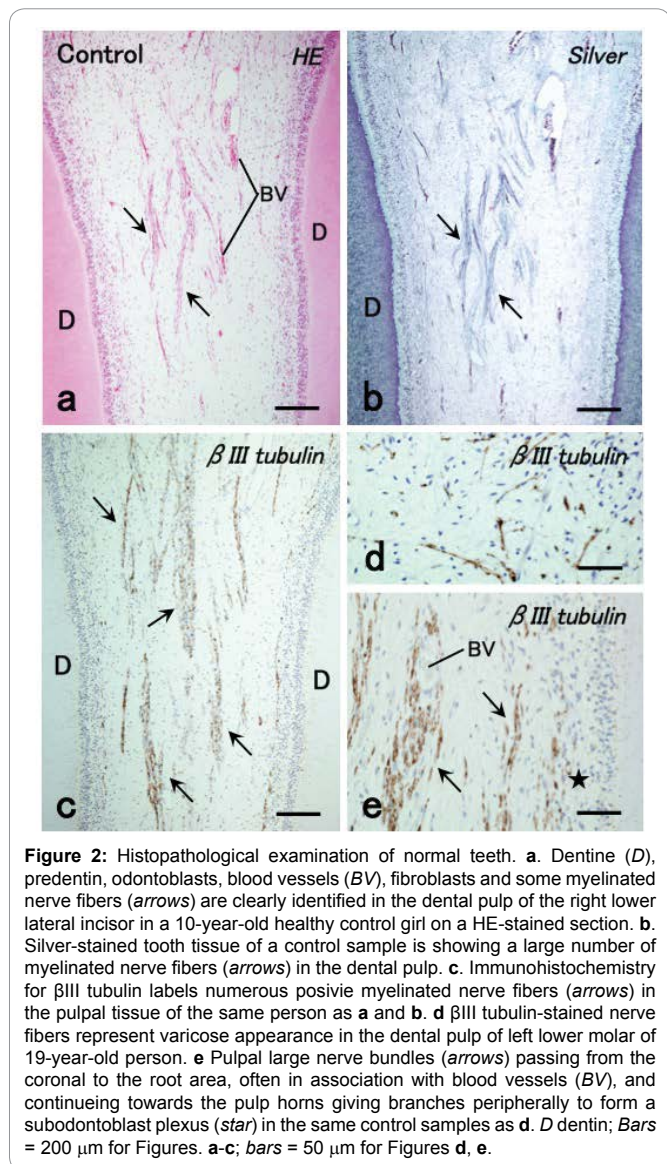 Control HE
Silver
BV
D
D
D
a
b
β III tubulin
β III tubulin
d
β III tubulin
BV
D
D
c
e
Figure 2: Histopathological examination of normal teeth. a. Dentine (D),
predentin, odontoblasts, blood vessels (BV), fibroblasts and some myelinated
nerve fibers (arrows) are clearly identified in the dental pulp of the right lower
lateral incisor in a 10-year-old healthy control girl on a HE-stained section. b.
Silver-stained tooth tissue of a control sample is showing a large number of
myelinated nerve fibers (arrows) in the dental pulp. c. Immunohistochemistry
for βIII tubulin labels numerous posivie myelinated nerve fibers (arrows) in
the pulpal tissue of the same person as a and b. d βIII tubulin-stained nerve
fibers represent varicose appearance in the dental pulp of left lower molar of
19-year-old person. e Pulpal large nerve bundles (arrows) passing from the
coronal to the root area, often in association with blood vessels (BV), and
continueing towards the pulp horns giving branches peripherally to form a
subodontoblast plexus (star) in the same control samples as d. D dentin; Bars
= 200 μm for Figures. a-c; bars = 50 μm for Figures d, e.